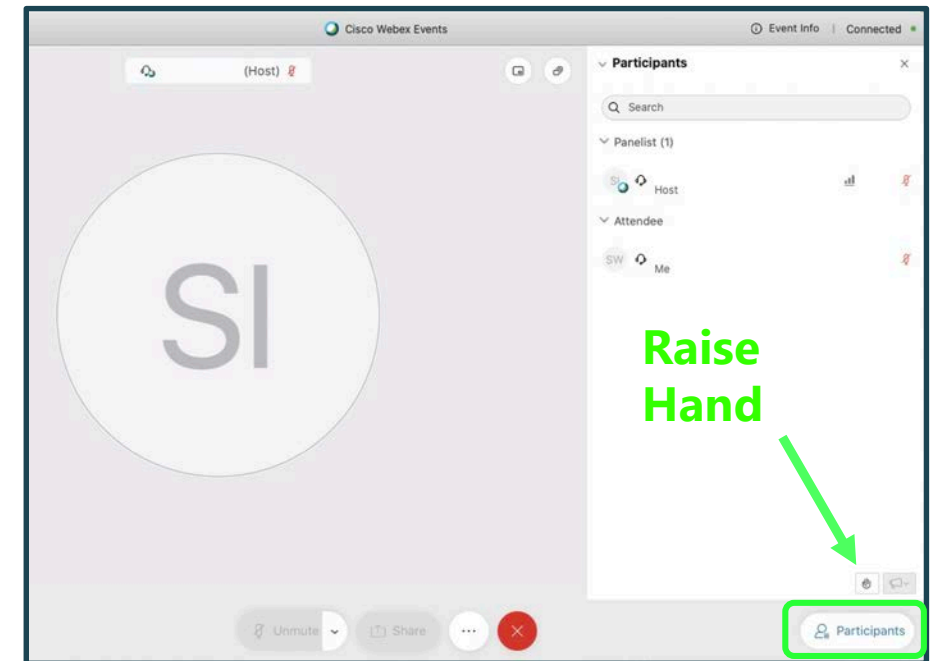 Cisco Webex Events
Event Info | Connected
(Host)
SI
Participants
Search
Panelist (1)
SI
Host
Attendee
SW
Me
Raise
Hand
Unmute
Share
Participants